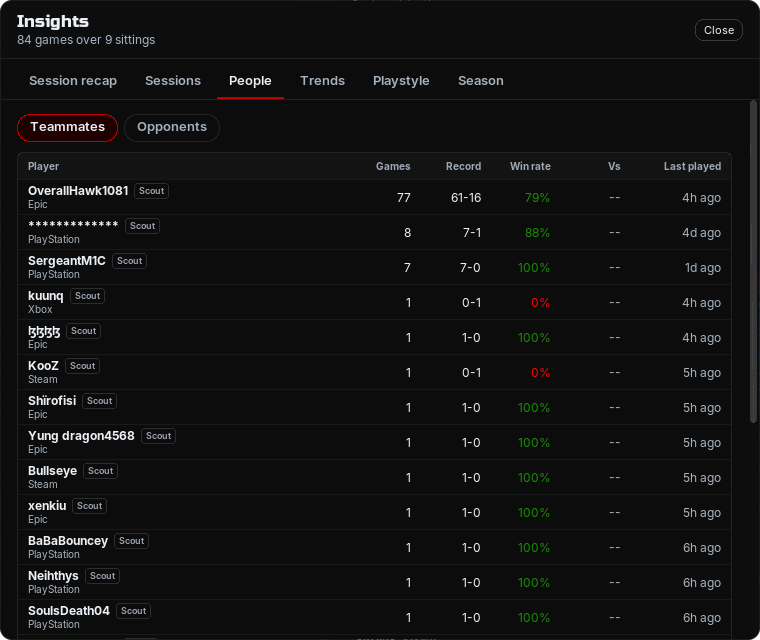 Insights
84 games over 9 sittings
Close
Session recap Sessions People Trends Playstyle Season
Teammates Opponents
Player Games Record Win rate Vs Last played
OverallHawk1081 Scout 77 61-16 79% -- 4h ago
Epic
************* Scout 8 7-1 88% -- 4d ago
PlayStation
SergeantM1C Scout 7 7-0 100% -- 1d ago
PlayStation
kuunq Scout 1 0-1 0% -- 4h ago
Xbox
Scout 1 1-0 100% -- 4h ago
Epic
KooZ Scout 1 0-1 0% -- 5h ago
Steam
Shïrofisi Scout 1 1-0 100% -- 5h ago
Epic
Yung dragon4568 Scout 1 1-0 100% -- 5h ago
Epic
Bullseye Scout 1 1-0 100% -- 5h ago
Steam
xenkiu Scout 1 1-0 100% -- 5h ago
Epic
BaBaBouncey Scout 1 1-0 100% -- 6h ago
PlayStation
Neihthys Scout 1 1-0 100% -- 6h ago
PlayStation
SoulsDeath04 Scout 1 1-0 100% -- 6h ago
PlayStation